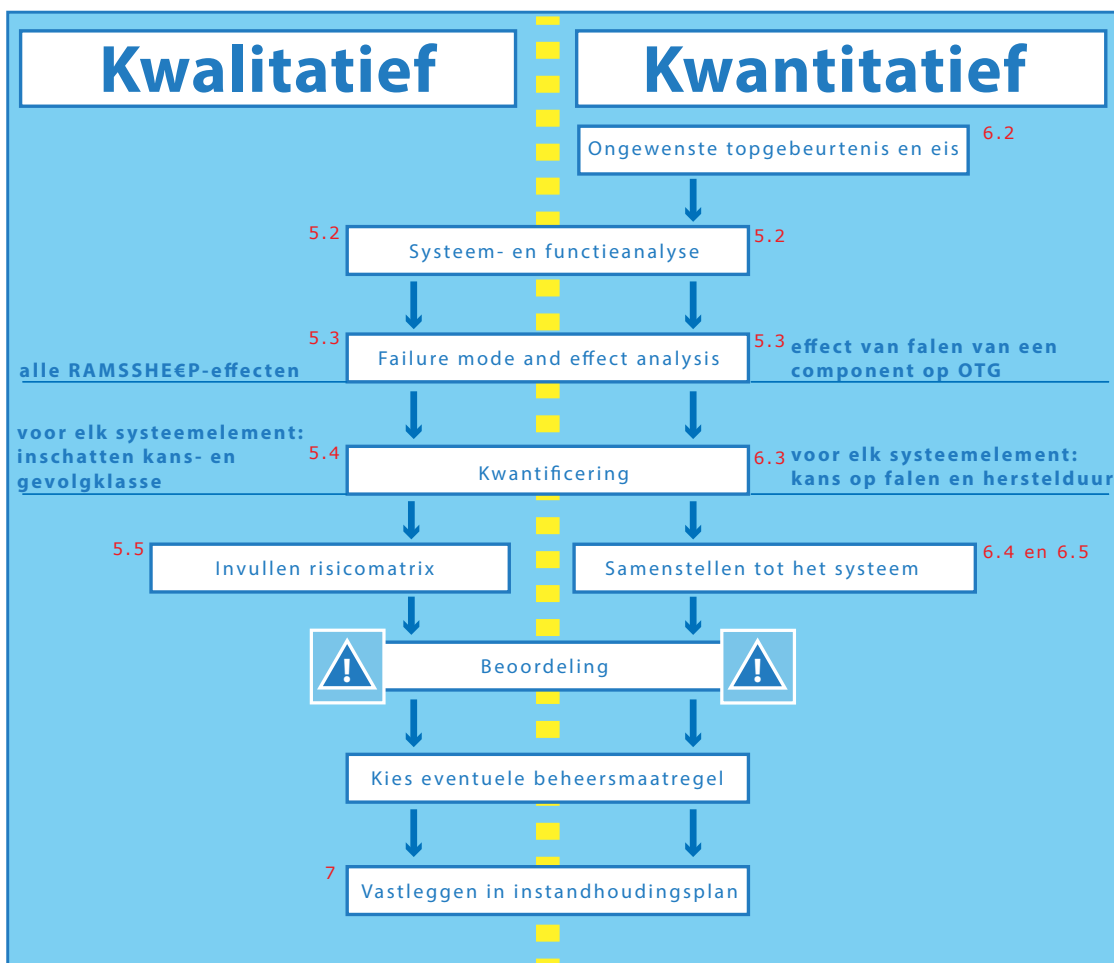 Kwalitatief
Kwantitatief
Ongewenste topgebeurtenis en eis
6.2
5.2
Systeem- en functieanalyse
5.2
5.3
Failure mode and effect analysis
5.3
alle RAMSSHE€P-effecten
effect van falen van een
component op OTG
voor elk systeemelement:
inschatten kans- en
gevolgklasse
5.4
Kwantificering
6.3
voor elk systeemelement:
kans op falen en herstelduur
5.5
Invullen risicomatrix
Samenstellen tot het systeem
6.4 en 6.5
!
Beoordeling
!
Kies eventuele beheersmaatregel
7
Vastleggen in instandhoudingsplan